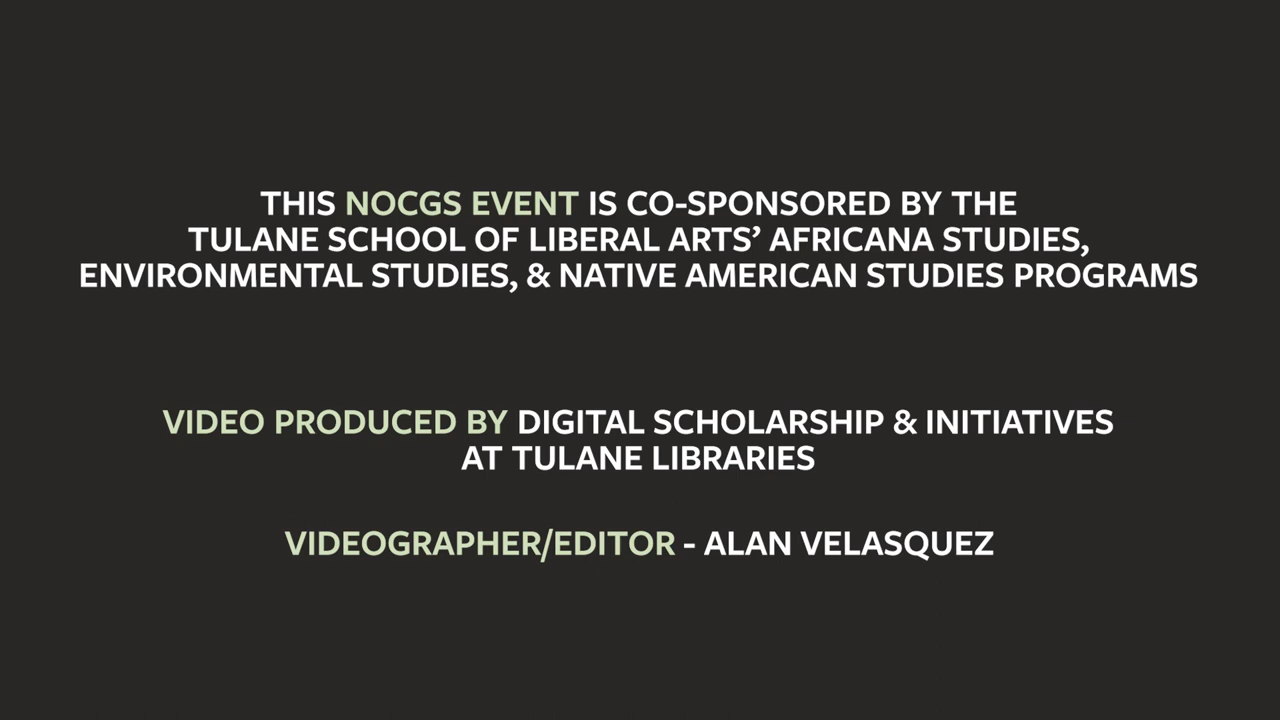 THIS NOCGS EVENT IS CO-SPONSORED BY THE
TULANE SCHOOL OF LIBERAL ARTS’ AFRICANA STUDIES,
ENVIRONMENTAL STUDIES, & NATIVE AMERICAN STUDIES PROGRAMS
VIDEO PRODUCED BY DIGITAL SCHOLARSHIP & INITIATIVES
AT TULANE LIBRARIES
VIDEOGRAPHER/EDITOR - ALAN VELASQUEZ